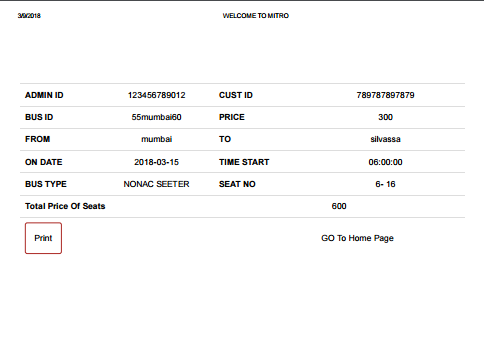 3/9/2018 WELCOME TO MITRO
ADMIN ID 123456789012 CUST ID 789787897879
BUS ID 55mumbai60 PRICE 300
FROM mumbai TO silvassa
ON DATE 2018-03-15 TIME START 06:00:00
BUS TYPE NONAC SEETER SEAT NO 6- 16
Total Price Of Seats 600
Print GO To Home Page